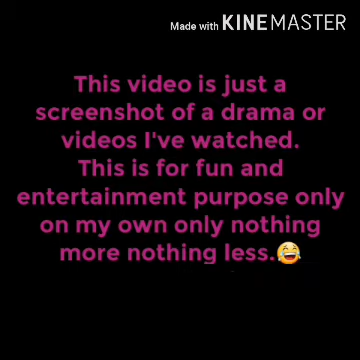 Made with KINEMASTER
This video is just a
screenshot of a drama or
videos I've watched.
This is for fun and
entertainment purpose only
on my own only nothing
more nothing less.😂